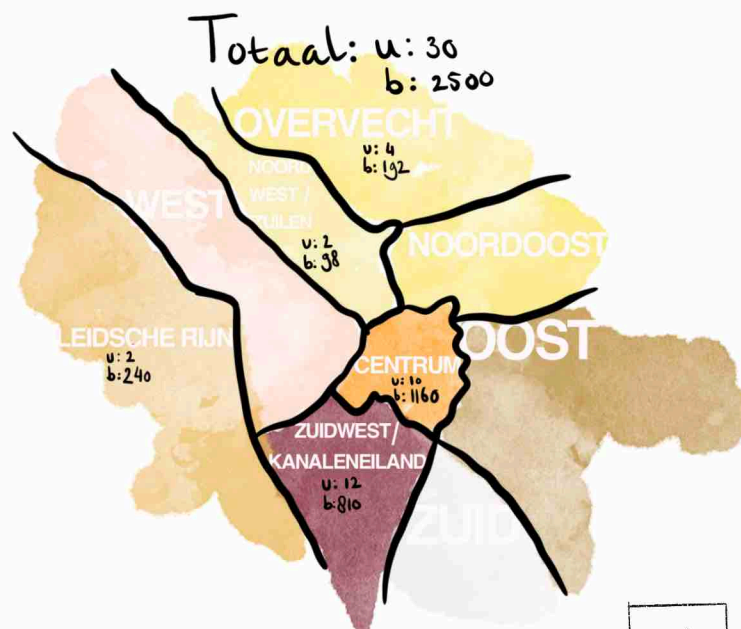 Totaal: u: 30
b: 2500
OVERVECHT
u: 4
b: 192
NOORD
WEST /
ZUILEN
u: 2
b: 98
WEST
NOORDOOST
LEIDSCHE RIJN
u: 2
b: 240
OOST
CENTRUM
u: 10
b: 1160
ZUIDWEST/
KANALENEILAND
u: 12
b: 810
ZUID